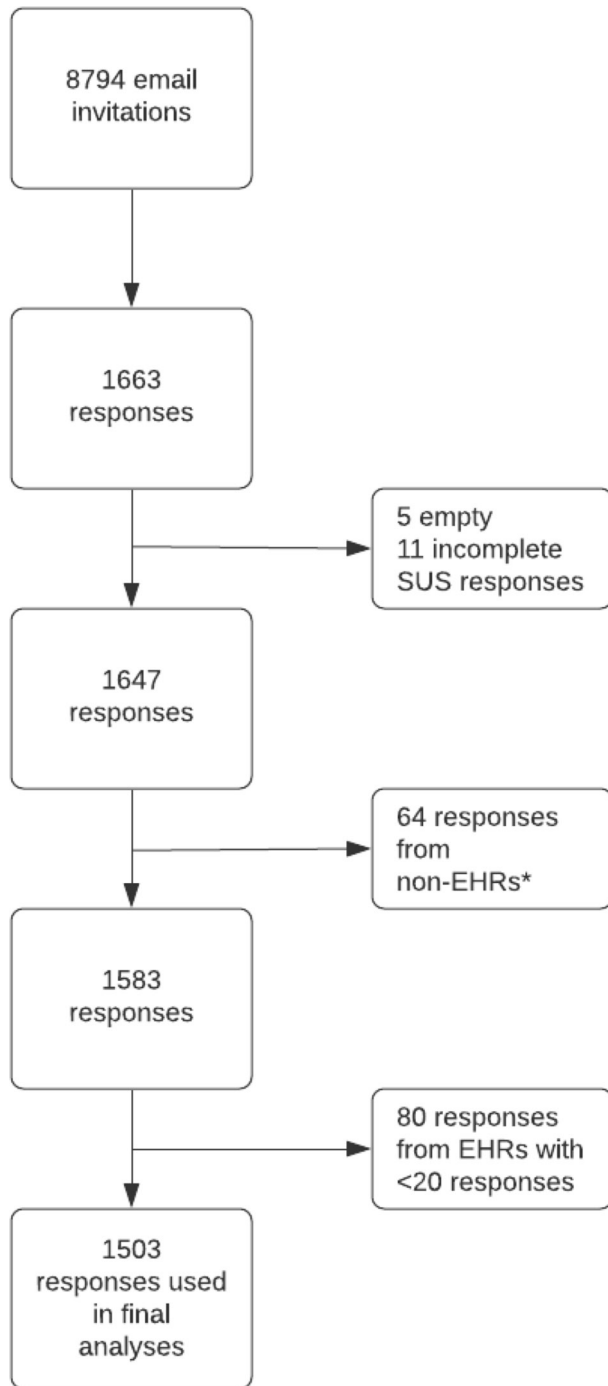 8794 email
invitations
1663
responses
5 empty
11 incomplete
SUS responses
1647
responses
64 responses
from
non-EHRs*
1583
responses
80 responses
from EHRs with
<20 responses
1503
responses used
in final
analyses